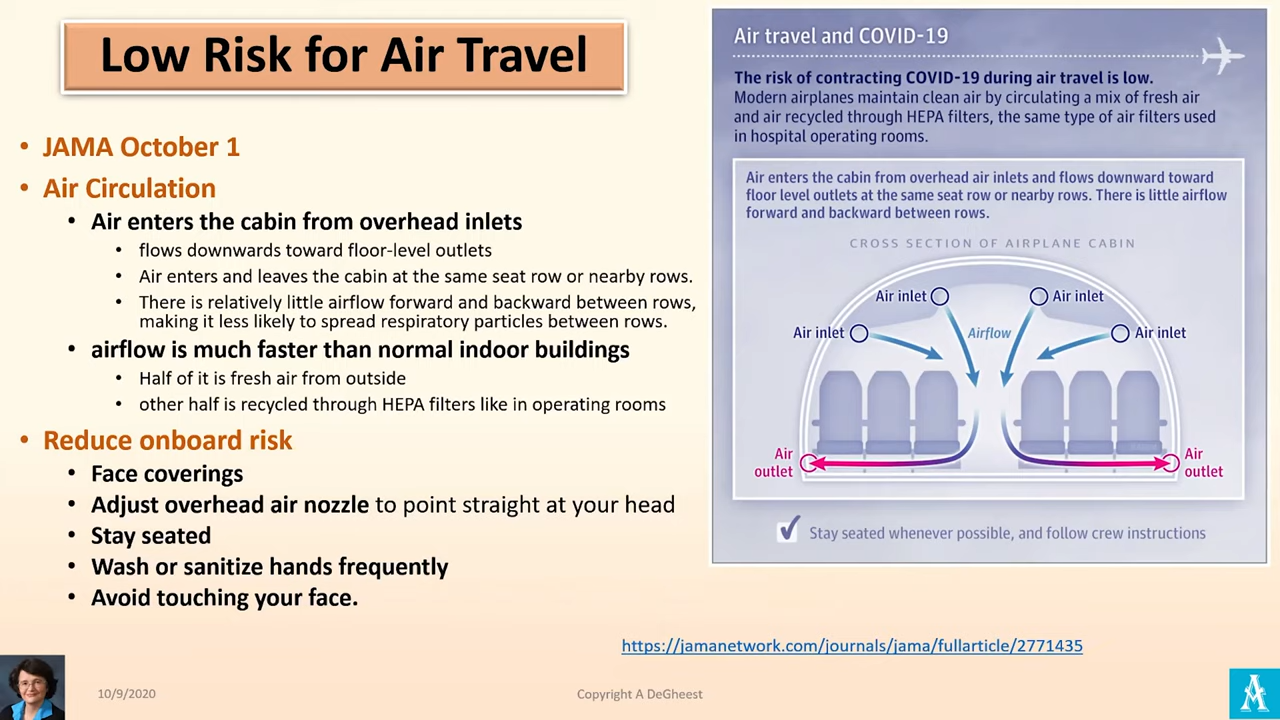 Low Risk for Air Travel
• JAMA October 1
• Air Circulation
• Air enters the cabin from overhead inlets
• flows downwards toward floor-level outlets
• Air enters and leaves the cabin at the same seat row or nearby rows.
• There is relatively little airflow forward and backward between rows,
making it less likely to spread respiratory particles between rows.
• airflow is much faster than normal indoor buildings
• Half of it is fresh air from outside
• other half is recycled through HEPA filters like in operating rooms
• Reduce onboard risk
• Face coverings
• Adjust overhead air nozzle to point straight at your head
• Stay seated
• Wash or sanitize hands frequently
• Avoid touching your face.
Air travel and COVID-19
The risk of contracting COVID-19 during air travel is low.
Modern airplanes maintain clean air by circulating a mix of fresh air
and air recycled through HEPA filters, the same type of air filters used
in hospital operating rooms.
Air enters the cabin from overhead air inlets and flows downward toward
floor level outlets at the same seat row or nearby rows. There is little airflow
forward and backward between rows.
CROSS SECTION OF AIRPLANE CABIN
Air inlet
Air inlet
Air inlet
Airflow
Air inlet
Air
outlet
Air
outlet
Stay seated whenever possible, and follow crew instructions
https://jamanetwork.com/journals/jama/fullarticle/2771435
10/9/2020
Copyright A DeGheest
A